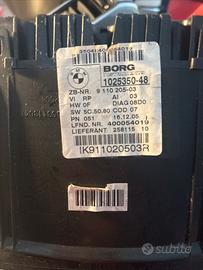 BORG
1025350-48
ZB-NR. 9 110 205-03
VI RP AI 03
HW 0F DIAG 08D0
SW 5C.50.80 COD 07
PN 051 16.12.05
LFND. NR. 400054019
LIEFERANT 258115 10
IK911020503R
subito